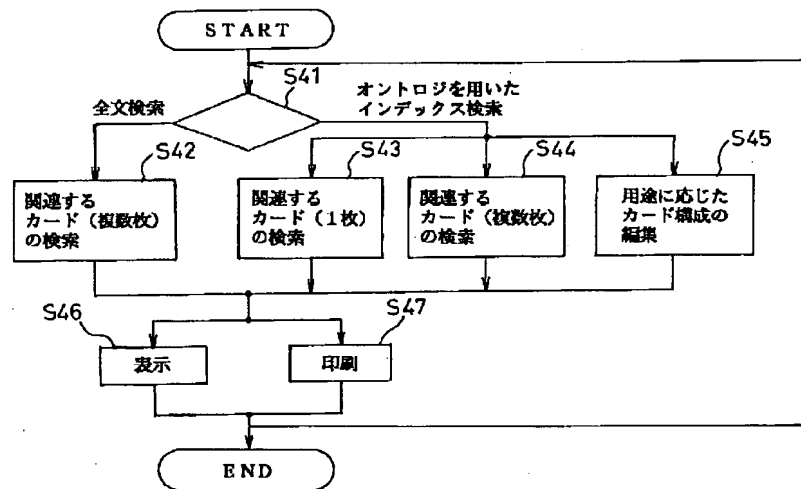 START
S41
全文検索
オントロジを用いた
インデックス検索
S42
S43
S44
S45
関連する
カード(複数枚)
の検索
関連する
カード(1枚)
の検索
関連する
カード(複数枚)
の検索
用途に応じた
カード構成の
編集
S46
S47
表示
印刷
END